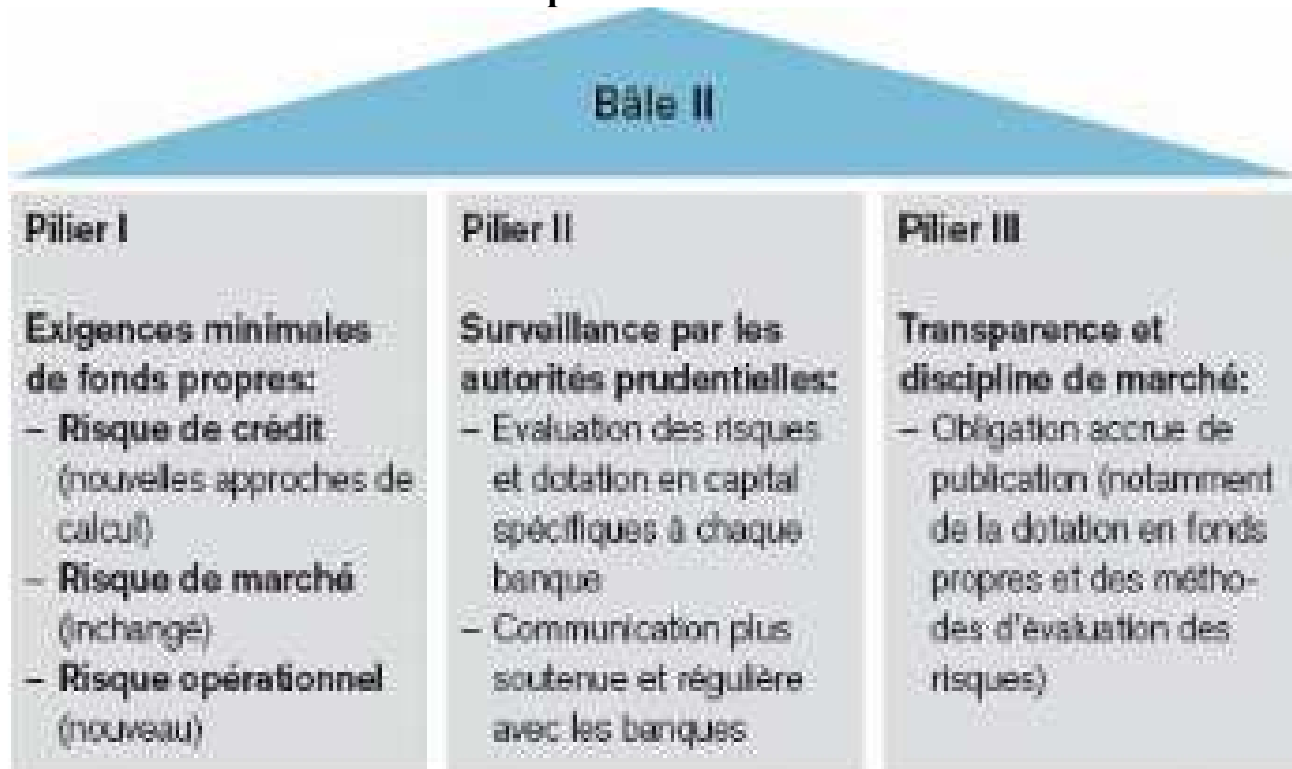 Bâle II
Pilier I
Exigences minimales
de fonds propres:
– Risque de crédit
(nouvelles approches de
calcul)
– Risque de marché
(inchangé)
– Risque opérationnel
(nouveau)
Pilier II
Surveillance par les
autorités prudentielles:
– Evaluation des risques
et dotation en capital
spécifiques à chaque
banque
– Communication plus
soutenue et régulière
avec les banques
Pilier III
Transparence et
discipline de marché:
– Obligation accrue de
publication (notamment
de la dotation en fonds
propres et des métho-
des d'évaluation des
risques)